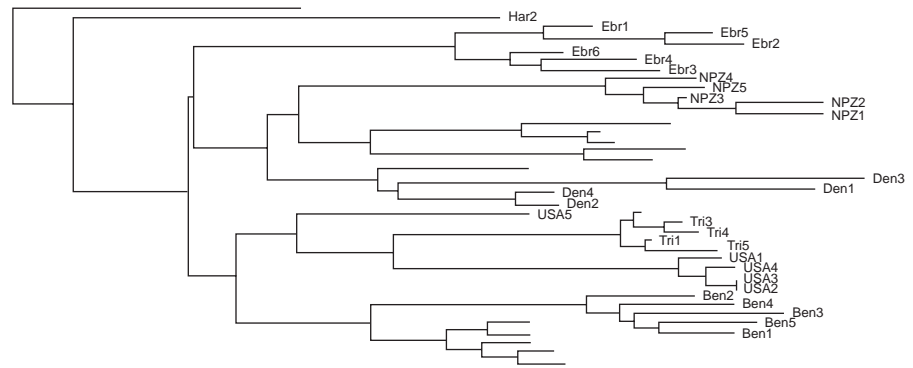 Har2
Ebr1
Ebr5
Ebr2
Ebr6
Ebr4
Ebr3
NPZ4
NPZ5
NPZ3
NPZ2
NPZ1
Den3
Den1
Den4
Den2
USA5
Tri3
Tri4
Tri1
Tri5
USA1
USA4
USA3
USA2
Ben2
Ben4
Ben3
Ben5
Ben1